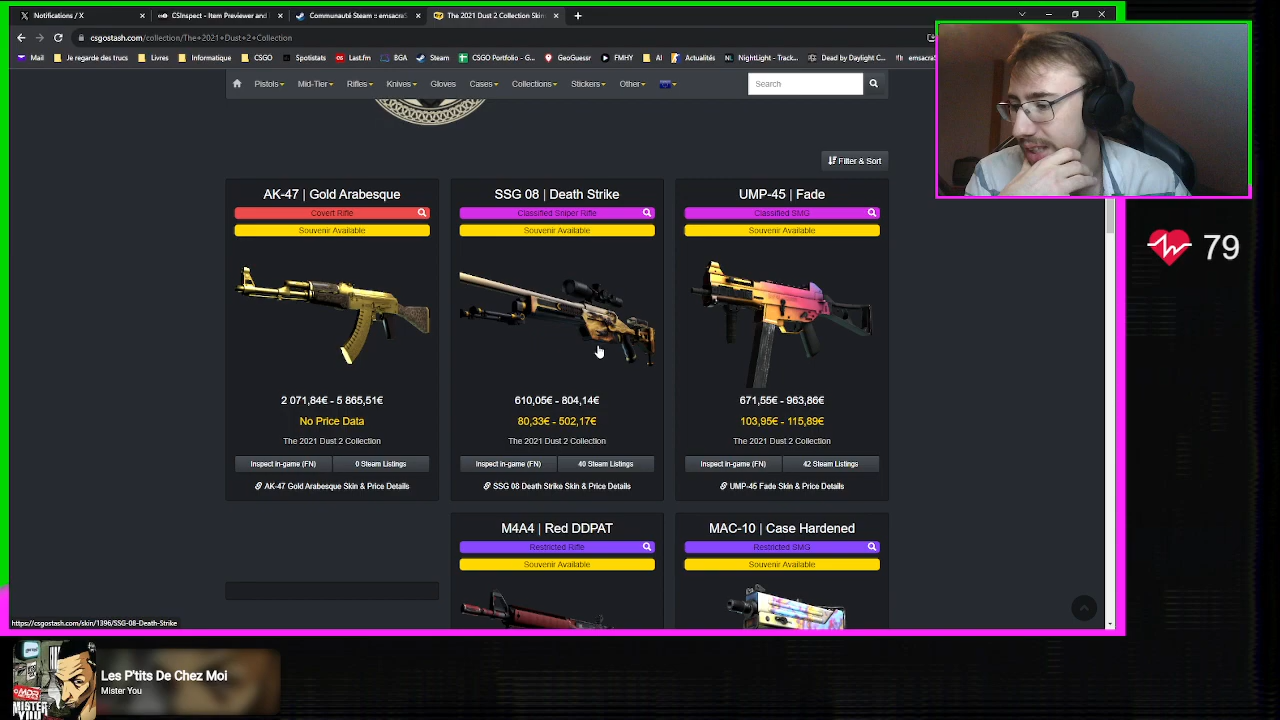 Notifications / X
CSInspect - Item Previewer and
Communauté Steam :: emsacra
The 2021 Dust 2 Collection Skin
csgostash.com/collection/The+2021+Dust+2+Collection
Mail
Je regarde des trucs
Livres
Informatique
CSGO
Spotistats
Last.fm
BGA
Steam
CSGO Portfolio - G...
GeoGuessr
FMHY
AI
Actualités
NightLight - Track...
Dead by Daylight C...
Pistols
Mid-Tier
Rifles
Knives
Gloves
Cases
Collections
Stickers
Other
Search
Filter & Sort
AK-47 | Gold Arabesque
Covert Rifle
Souvenir Available
2 071,84€ - 5 865,51€
No Price Data
The 2021 Dust 2 Collection
Inspect in-game (FN)
0 Steam Listings
AK-47 Gold Arabesque Skin & Price Details
SSG 08 | Death Strike
Classified Sniper Rifle
Souvenir Available
610,05€ - 804,14€
80,33€ - 502,17€
The 2021 Dust 2 Collection
Inspect in-game (FN)
40 Steam Listings
SSG 08 Death Strike Skin & Price Details
UMP-45 | Fade
Classified SMG
Souvenir Available
671,55€ - 963,86€
103,95€ - 115,89€
The 2021 Dust 2 Collection
Inspect in-game (FN)
42 Steam Listings
UMP-45 Fade Skin & Price Details
M4A4 | Red DDPAT
Restricted Rifle
Souvenir Available
MAC-10 | Case Hardened
Restricted SMG
Souvenir Available
https://csgostash.com/skin/1396/SSG-08-Death-Strike
79
MISTER YOU
Les P'tits De Chez Moi
Mister You